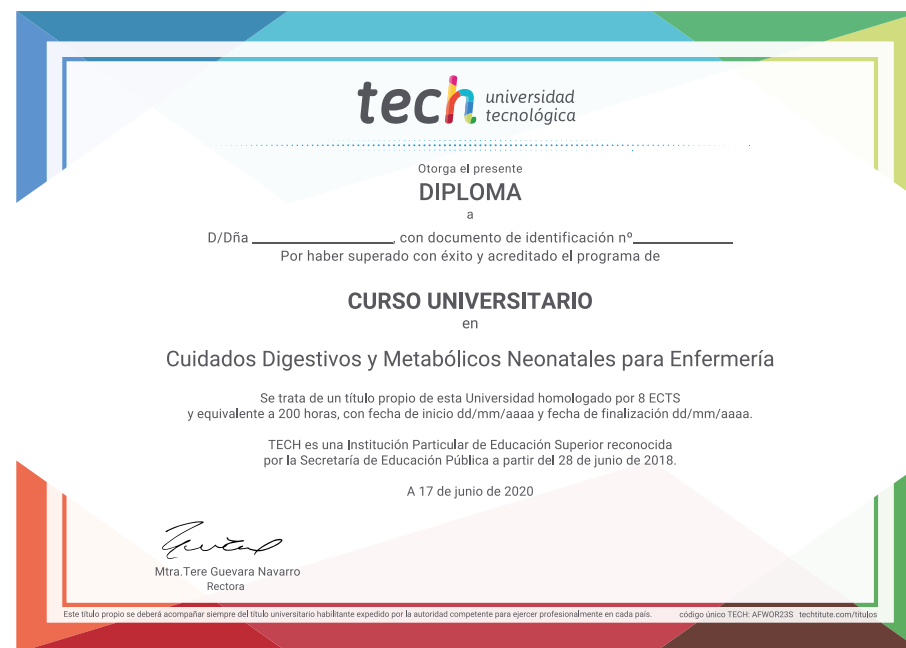 tech universidad
tecnológica
Otorga el presente
DIPLOMA
a
D/Dña ____________________, con documento de identificación nº______________
Por haber superado con éxito y acreditado el programa de
CURSO UNIVERSITARIO
en
Cuidados Digestivos y Metabólicos Neonatales para Enfermería
Se trata de un título propio de esta Universidad homologado por 8 ECTS
y equivalente a 200 horas, con fecha de inicio dd/mm/aaaa y fecha de finalización dd/mm/aaaa.
TECH es una Institución Particular de Educación Superior reconocida
por la Secretaría de Educación Pública a partir del 28 de junio de 2018.
A 17 de junio de 2020
Mtra.Tere Guevara Navarro
Rectora
Este título propio se deberá acompañar siempre del título universitario habilitante expedido por la autoridad competente para ejercer profesionalmente en cada país. código único TECH: AFWOR23S techtitute.com/titulos